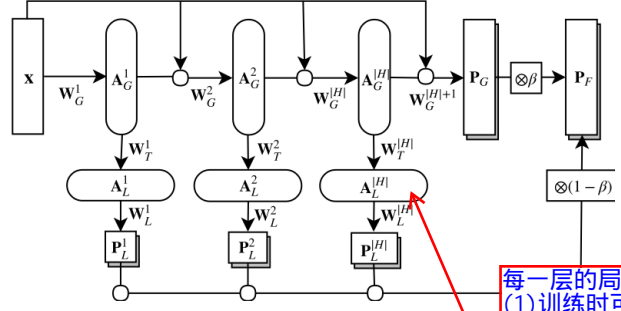 x W_G^1 A_G^1 W_G^2 A_G^2 W_G^{|H|} A_G^{|H|} W_G^{|H|+1} P_G ⊗β P_F
W_T^1 W_T^2 W_T^{|H|}
A_L^1 A_L^2 A_L^{|H|} ⊗(1 − β)
W_L^1 W_L^2 W_L^{|H|}
P_L^1 P_L^2 P_L^{|H|}
每一层的局
(1)训练时可